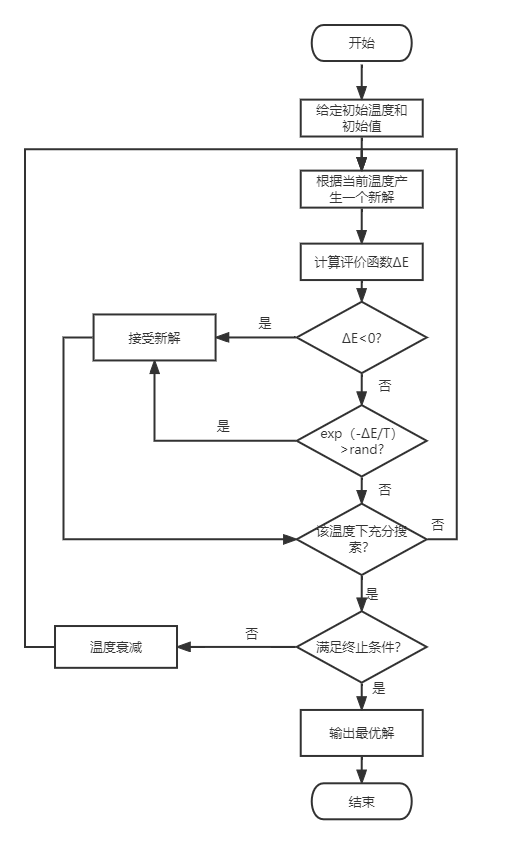 开始
给定初始温度和
初始值
根据当前温度产
生一个新解
计算评价函数ΔE
是
接受新解
ΔE<0?
否
是
exp（-ΔE/T）
>rand?
否
否
该温度下充分搜
索?
是
否
温度衰减
满足终止条件?
是
输出最优解
结束